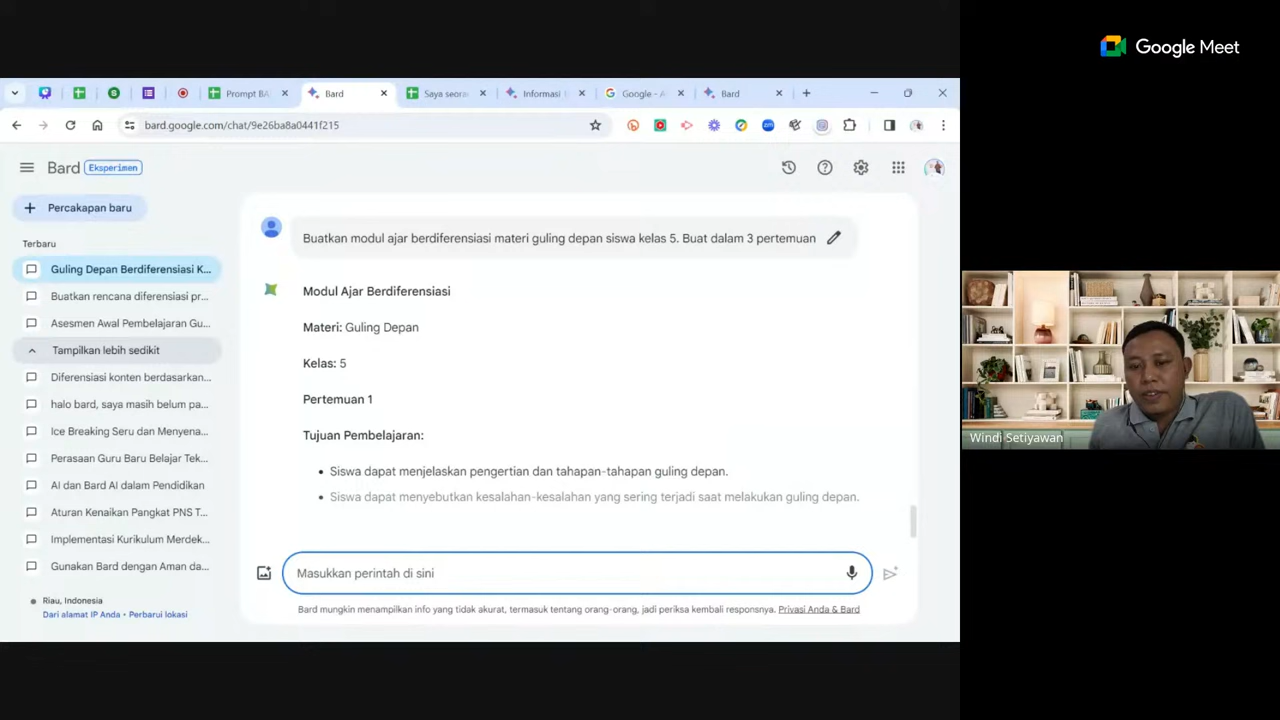 Google Meet
Prompt BA
Bard
Saya seora
Informasi
Google - A
Bard
bard.google.com/chat/9e26ba8a0441f215
Bard Eksperimen
Percakapan baru
Terbaru
Guling Depan Berdiferensiasi K...
Buatkan rencana diferensiasi pr...
Asesmen Awal Pembelajaran Gu...
Tampilkan lebih sedikit
Diferensiasi konten berdasarkan...
halo bard, saya masih belum pa...
Ice Breaking Seru dan Menyena...
Perasaan Guru Baru Belajar Tek...
AI dan Bard AI dalam Pendidikan
Aturan Kenaikan Pangkat PNS T...
Implementasi Kurikulum Merdek...
Gunakan Bard dengan Aman da...
Riau, Indonesia
Dari alamat IP Anda • Perbarui lokasi
Buatkan modul ajar berdiferensiasi materi guling depan siswa kelas 5. Buat dalam 3 pertemuan
Modul Ajar Berdiferensiasi
Materi: Guling Depan
Kelas: 5
Pertemuan 1
Tujuan Pembelajaran:
• Siswa dapat menjelaskan pengertian dan tahapan-tahapan guling depan.
• Siswa dapat menyebutkan kesalahan-kesalahan yang sering terjadi saat melakukan guling depan.
Masukkan perintah di sini
Bard mungkin menampilkan info yang tidak akurat, termasuk tentang orang-orang, jadi periksa kembali responsnya. Privasi Anda & Bard
Windi Setiyawan